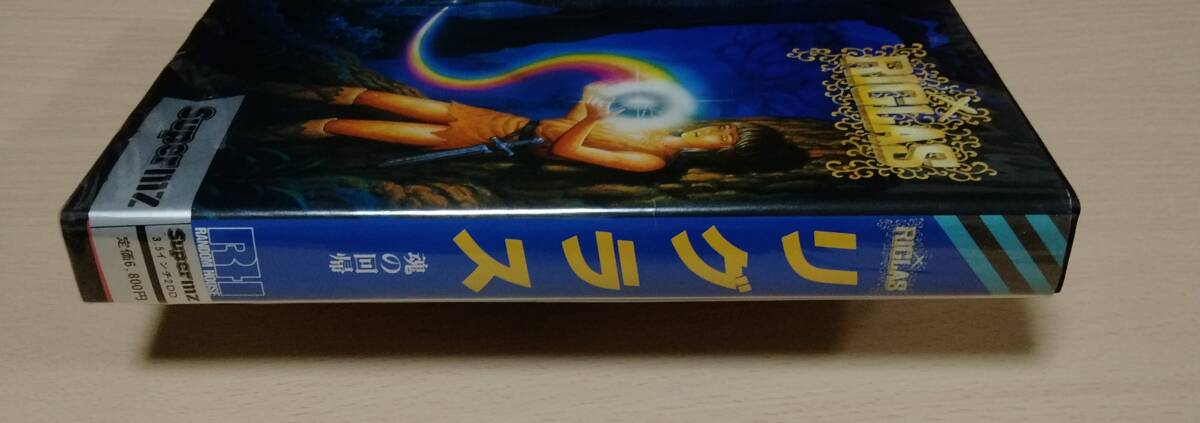 RIGLAS
SuperMZ
RIGLAS
リグラス
魂の回帰
RH
RANDOM HOUSE
SuperMZ
3.5インチ2DD
定価6,800円